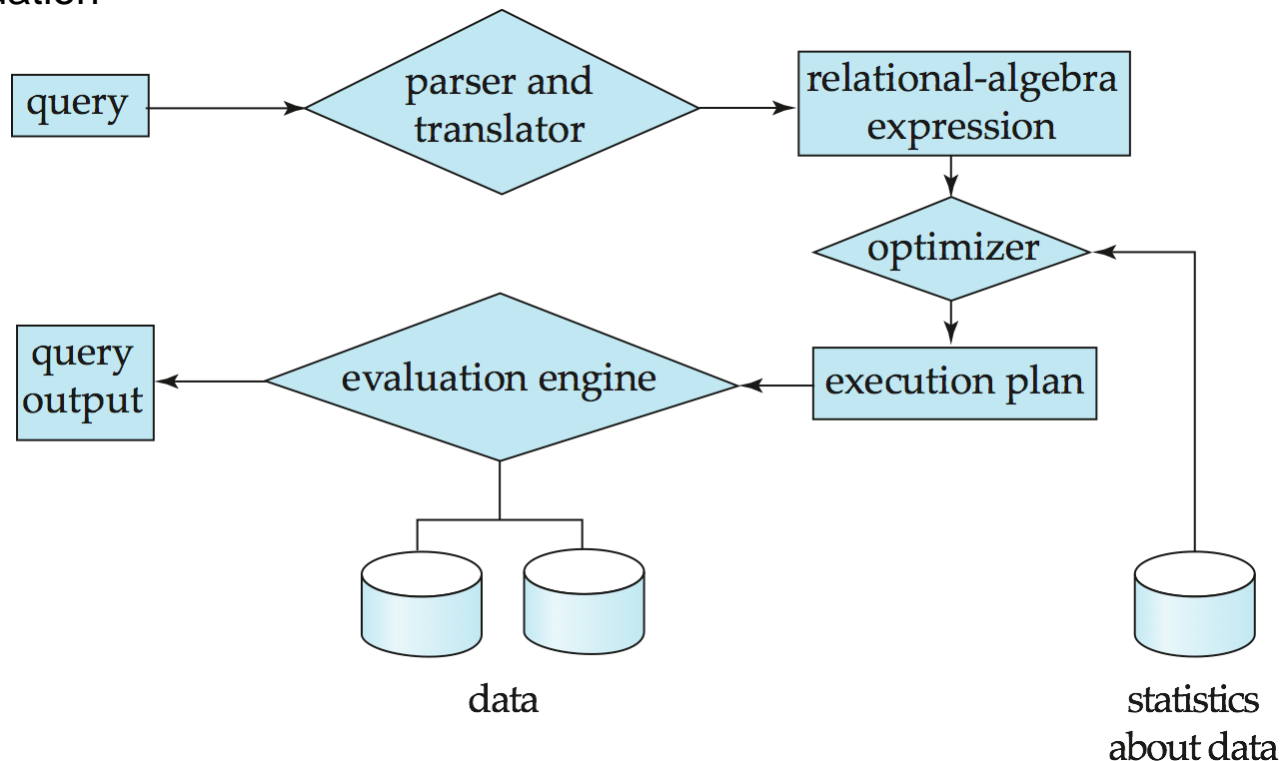 query
parser and
translator
relational-algebra
expression
optimizer
query
output
evaluation engine
execution plan
data
statistics
about data